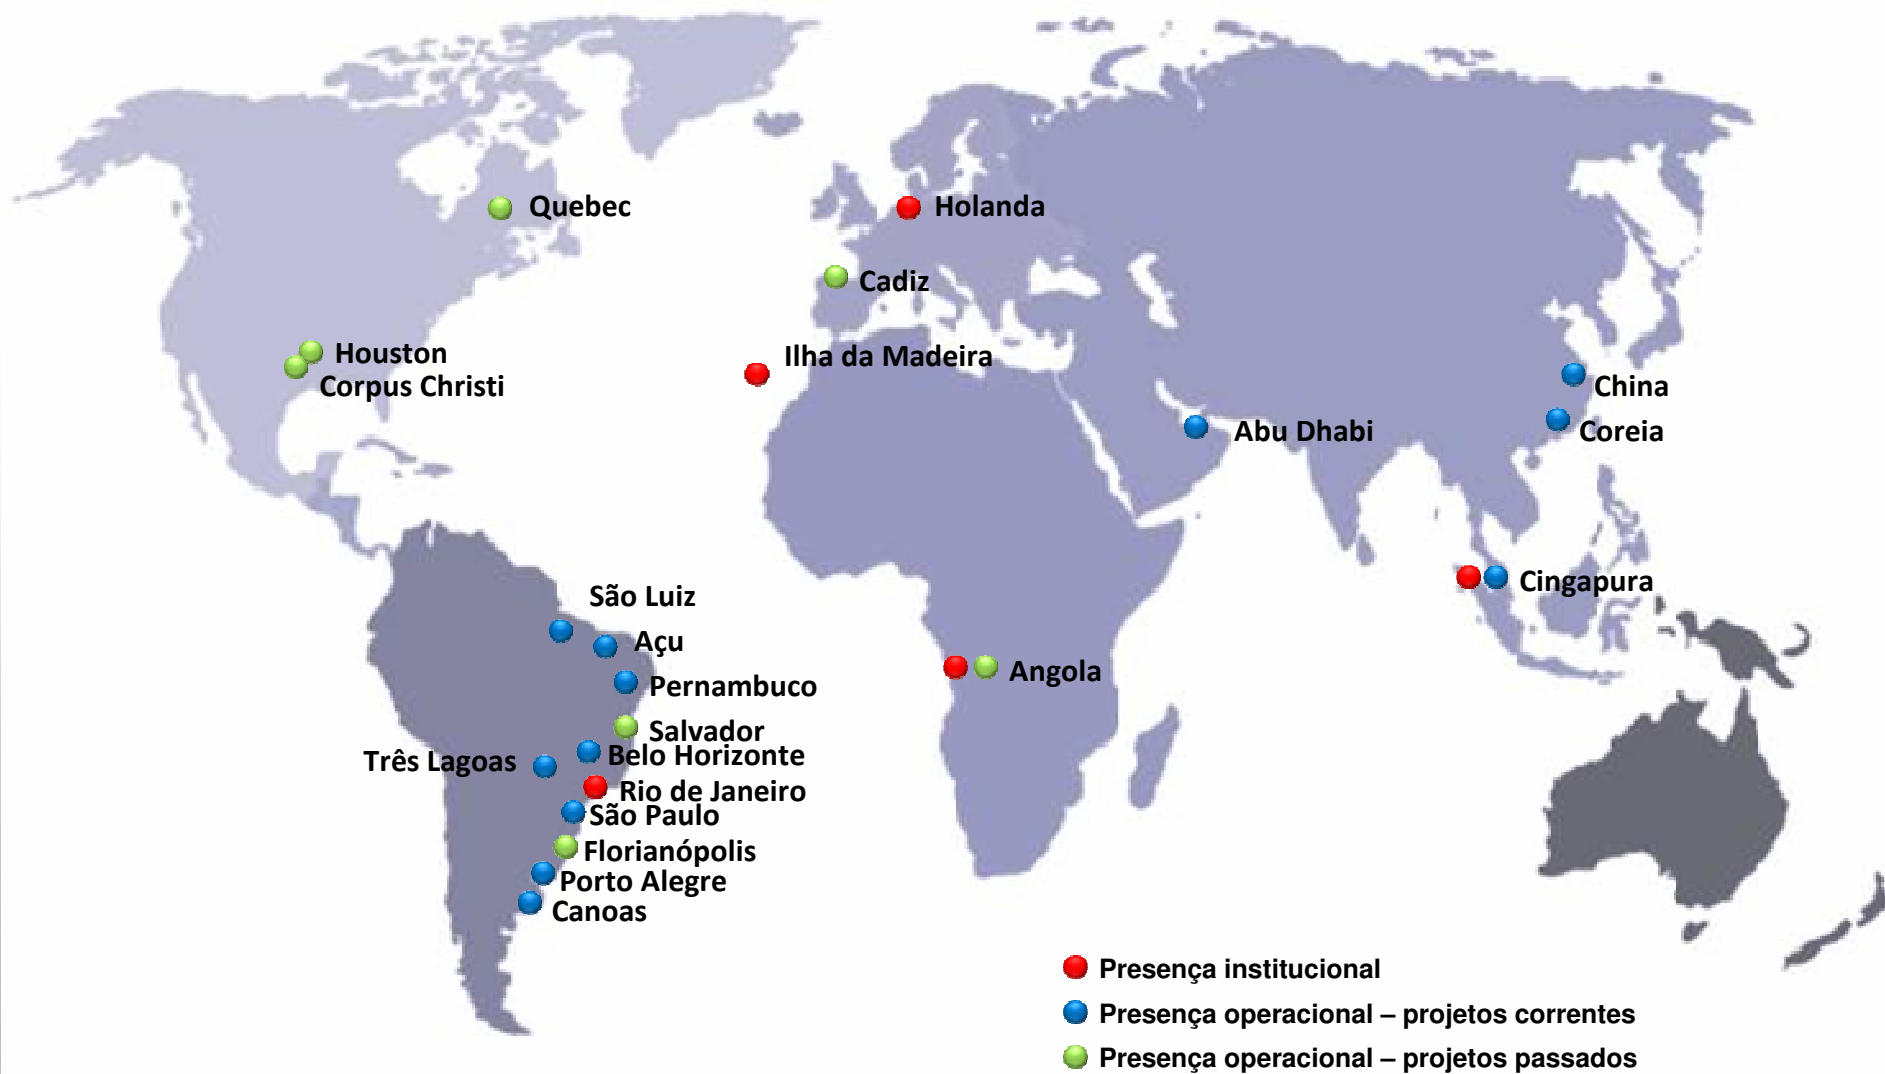 Quebec
Holanda
Cadiz
Houston
Ilha da Madeira
Corpus Christi
China
Abu Dhabi
Coreia
Cingapura
São Luiz
Açu
Angola
Pernambuco
Salvador
Belo Horizonte
Três Lagoas
Rio de Janeiro
São Paulo
Florianópolis
Porto Alegre
Canoas
Presença institucional
Presença operacional – projetos correntes
Presença operacional – projetos passados